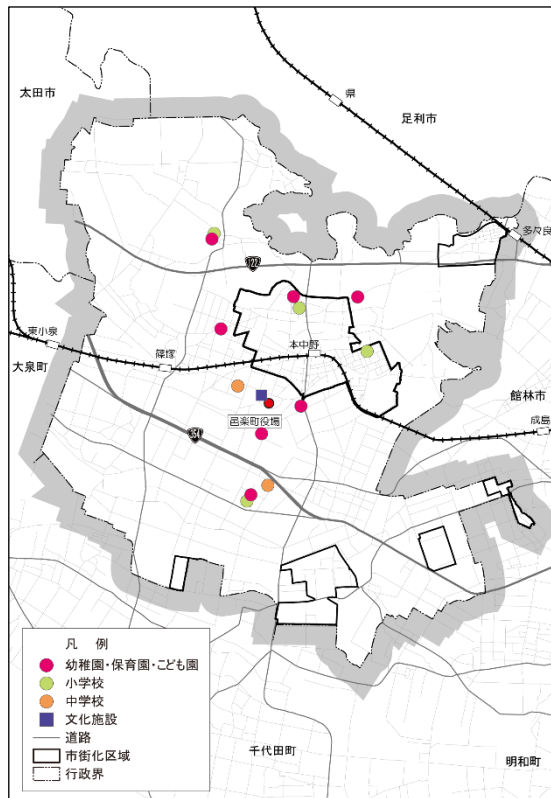 太田市
県
足利市
多々良
122
東小泉
本中野
篠塚
大泉町
館林市
成島
邑楽町役場
354
凡 例
幼稚園・保育園・こども園
小学校
中学校
文化施設
道路
市街化区域
行政界
千代田町
明和町